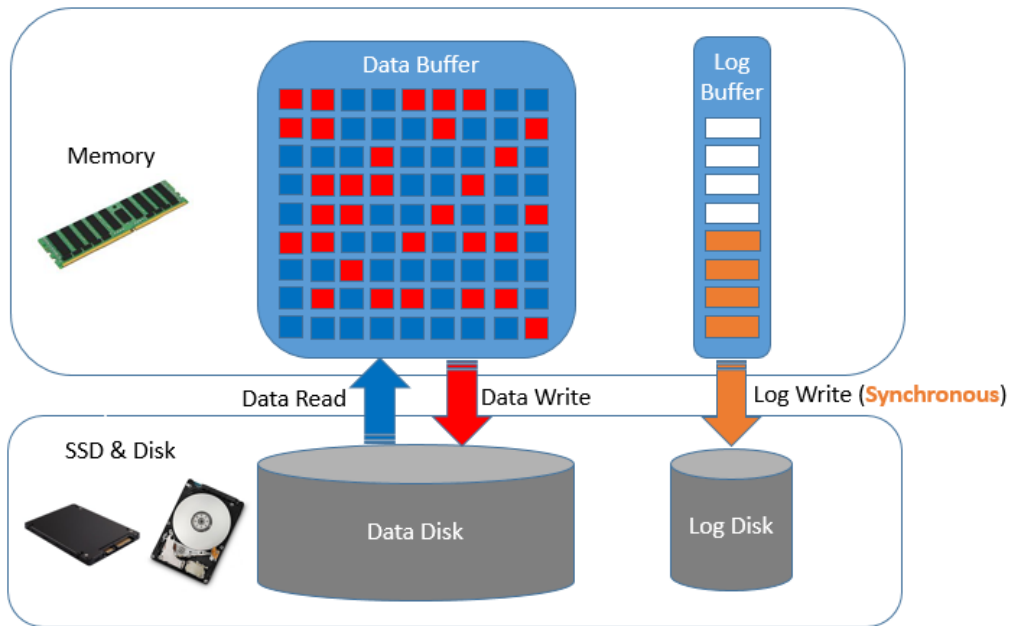 Data Buffer
Log
Buffer
Memory
Data Read
Data Write
Log Write (Synchronous)
SSD & Disk
Data Disk
Log Disk